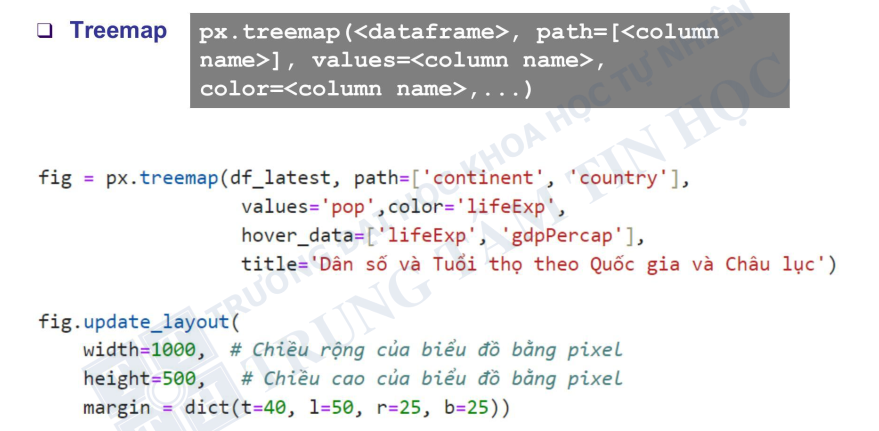 ❑ Treemap
px.treemap(<dataframe>, path=[<column
name>], values=<column name>,
color=<column name>,...)
fig = px.treemap(df_latest, path=['continent', 'country'],
values='pop',color='lifeExp',
hover_data=['lifeExp', 'gdpPercap'],
title='Dân số và Tuổi thọ theo Quốc gia và Châu lục')
fig.update_layout(
width=1000,  # Chiều rộng của biểu đồ bằng pixel
height=500,   # Chiều cao của biểu đồ bằng pixel
margin = dict(t=40, l=50, r=25, b=25))
TRƯỜNG ĐẠI HỌC KHOA HỌC TỰ NHIÊN
TRUNG TÂM TIN HỌC